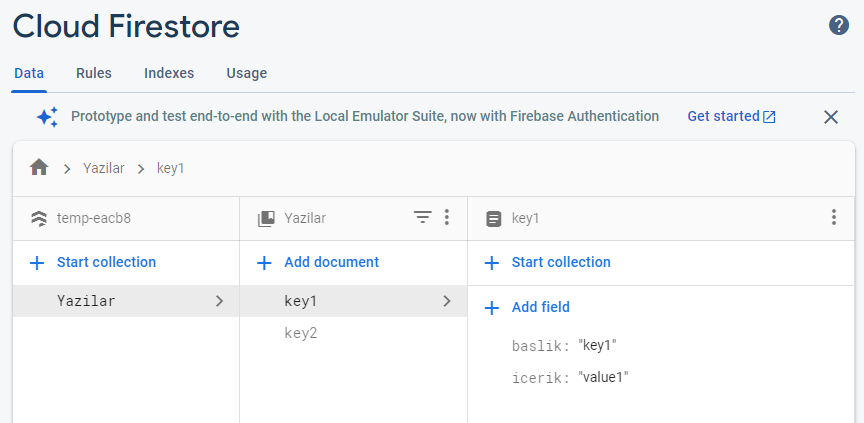 Cloud Firestore
Data Rules Indexes Usage
Prototype and test end-to-end with the Local Emulator Suite, now with Firebase Authentication Get started
Yazilar key1
temp-eacb8 Yazilar key1
Start collection Add document Start collection
Yazilar key1 Add field
key2
baslik: "key1"
icerik: "value1"